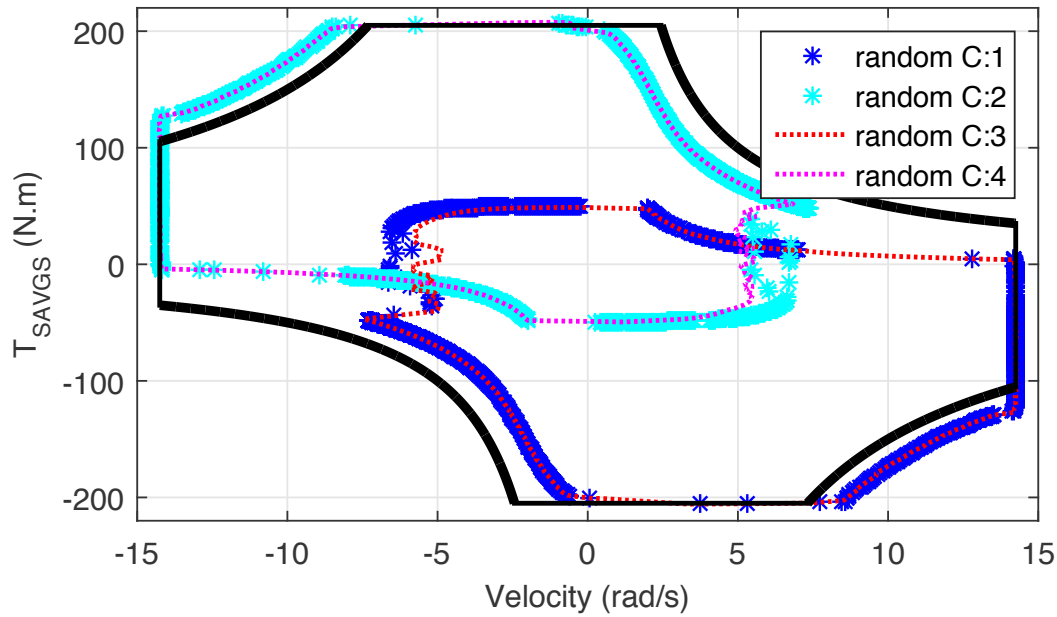 200
100
0
-100
-200
T_SAVGS (N.m)
random C:1
random C:2
random C:3
random C:4
-15 -10 -5 0 5 10 15
Velocity (rad/s)